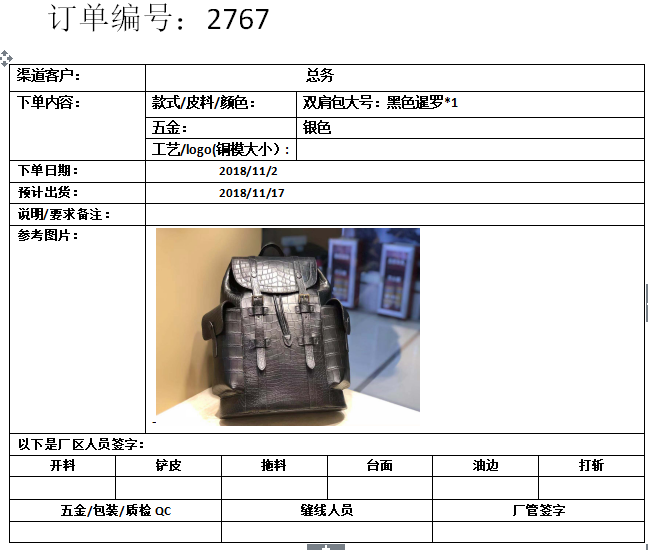 订单编号：2767
渠道客户： 总务
下单内容： 款式/皮料/颜色： 双肩包大号：黑色暹罗*1
五金： 银色
工艺/logo(铜模大小）：
下单日期： 2018/11/2
预计出货： 2018/11/17
说明/要求备注：
参考图片：
以下是厂区人员签字：
开料 铲皮 拖料 台面 油边 打斩
五金/包装/质检 QC 缝线人员 厂管签字